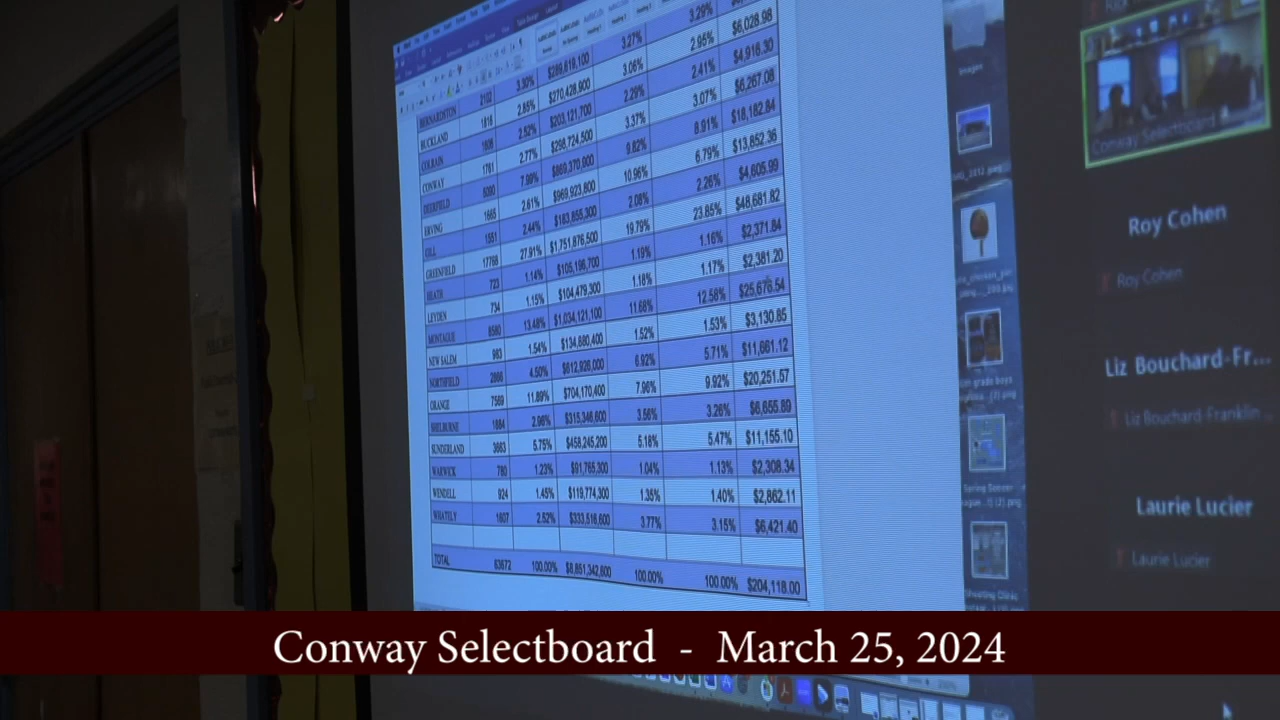 BERNARDSTON 2102 3.30% $289,618,100 3.27% 3.29%
BUCKLAND 1816 2.85% $270,428,900 3.06% 2.95% $6,028.98
COLRAIN 1606 2.52% $203,121,700 2.29% 2.41% $4,916.30
CONWAY 1761 2.77% $298,724,500 3.37% 3.07% $6,267.08
DEERFIELD 5090 7.99% $869,370,900 9.82% 8.91% $18,182.84
ERVING 1665 2.61% $969,923,800 10.96% 6.79% $13,852.36
GILL 1551 2.44% $183,855,300 2.08% 2.26% $4,605.99
GREENFIELD 17768 27.91% $1,751,876,500 19.79% 23.85% $48,681.82
HEATH 723 1.14% $105,196,700 1.19% 1.16% $2,371.84
LEYDEN 734 1.15% $104,479,300 1.18% 1.17% $2,381.20
MONTAGUE 8580 13.48% $1,034,121,100 11.68% 12.58% $25,676.54
NEW SALEM 983 1.54% $134,680,400 1.52% 1.53% $3,130.85
NORTHFIELD 2866 4.50% $612,926,000 6.92% 5.71% $11,661.12
ORANGE 7569 11.89% $704,170,400 7.96% 9.92% $20,251.57
SHELBURNE 1884 2.96% $315,346,600 3.56% 3.26% $6,655.89
SUNDERLAND 3663 5.75% $458,245,200 5.18% 5.47% $11,155.10
WARWICK 780 1.23% $91,765,300 1.04% 1.13% $2,308.34
WENDELL 924 1.45% $119,774,300 1.35% 1.40% $2,862.11
WHATELY 1607 2.52% $333,516,600 3.77% 3.15% $6,421.40
TOTAL 63672 100.00% $8,851,342,600 100.00% 100.00% $204,118.00
Conway Selectboard
Roy Cohen
Roy Cohen
Liz Bouchard-Fr...
Liz Bouchard-Franklin
Laurie Lucier
Laurie Lucier
Conway Selectboard - March 25, 2024